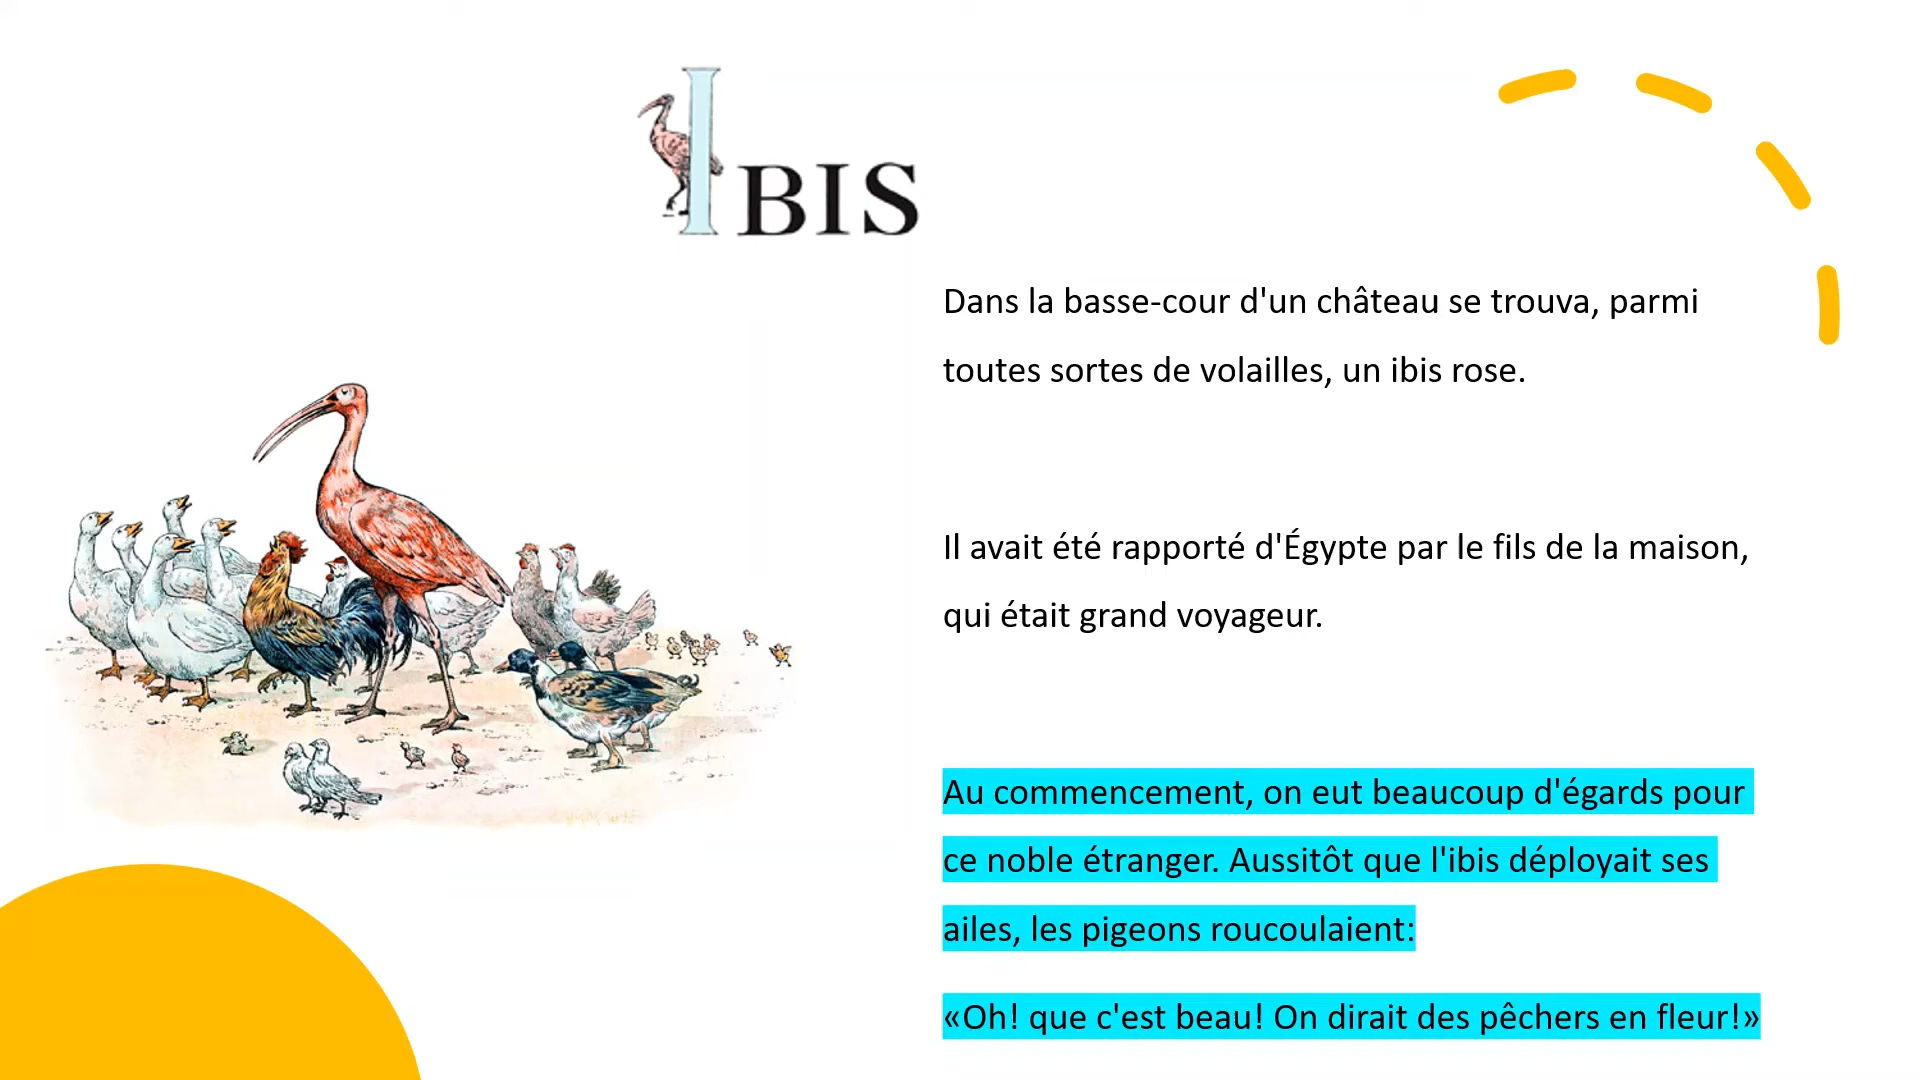 IBIS
Dans la basse-cour d'un château se trouva, parmi
toutes sortes de volailles, un ibis rose.
Il avait été rapporté d'Égypte par le fils de la maison,
qui était grand voyageur.
Au commencement, on eut beaucoup d'égards pour
ce noble étranger. Aussitôt que l'ibis déployait ses
ailes, les pigeons roucoulaient:
«Oh! que c'est beau! On dirait des pêchers en fleur!»